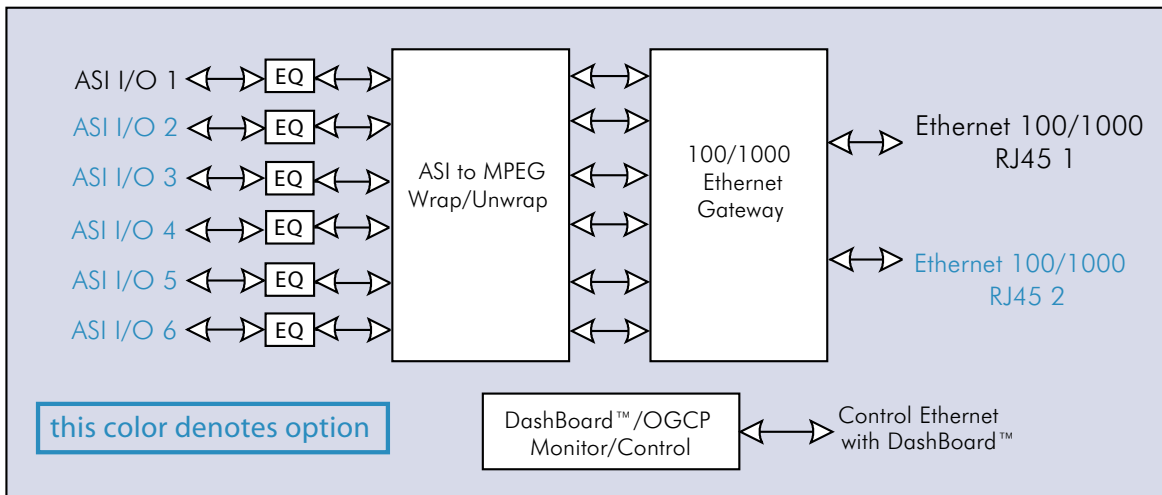 ASI I/O 1
EQ
ASI I/O 2
EQ
ASI I/O 3
EQ
ASI I/O 4
EQ
ASI I/O 5
EQ
ASI I/O 6
EQ
ASI to MPEG
Wrap/Unwrap
100/1000
Ethernet
Gateway
Ethernet 100/1000
RJ45 1
Ethernet 100/1000
RJ45 2
this color denotes option
DashBoard™/OGCP
Monitor/Control
Control Ethernet
with DashBoard™